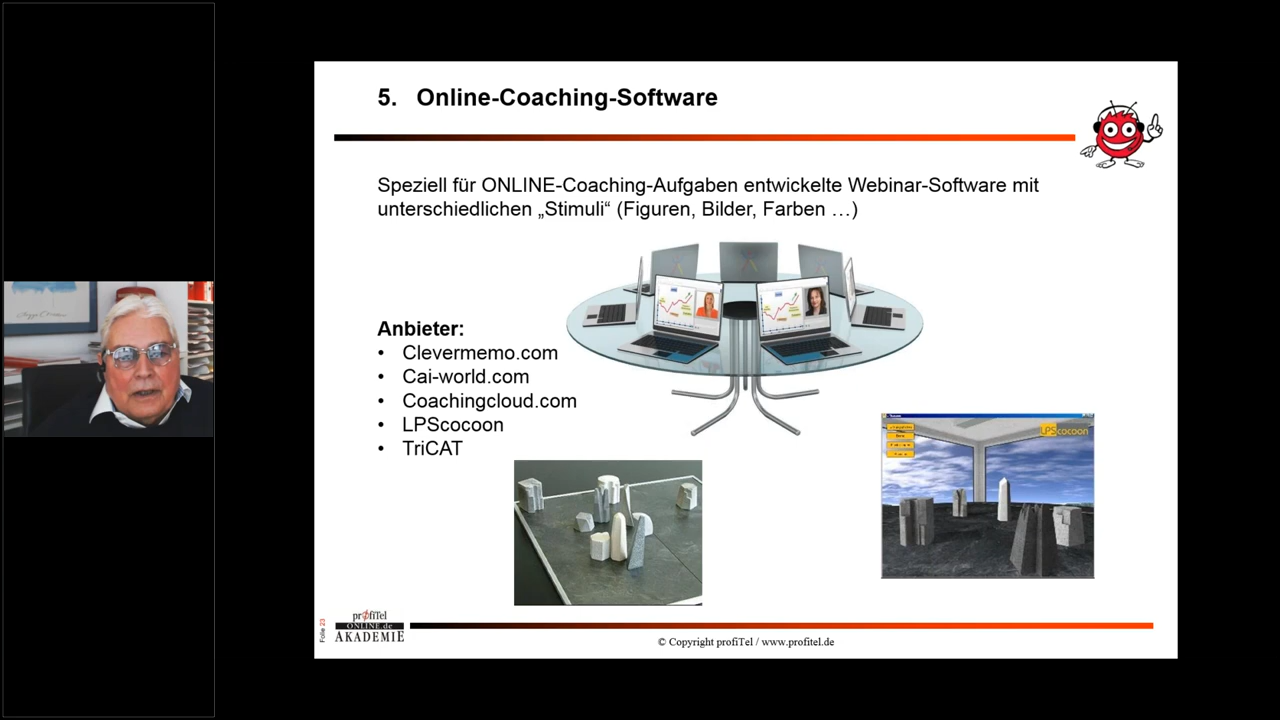 5. Online-Coaching-Software
Speziell für ONLINE-Coaching-Aufgaben entwickelte Webinar-Software mit
unterschiedlichen „Stimuli“ (Figuren, Bilder, Farben …)
Anbieter:
• Clevermemo.com
• Cai-world.com
• Coachingcloud.com
• LPScocoon
• TriCAT
LPScocoon
Folie 23
profiTel
ONLINE.de
AKADEMIE
© Copyright profiTel / www.profitel.de